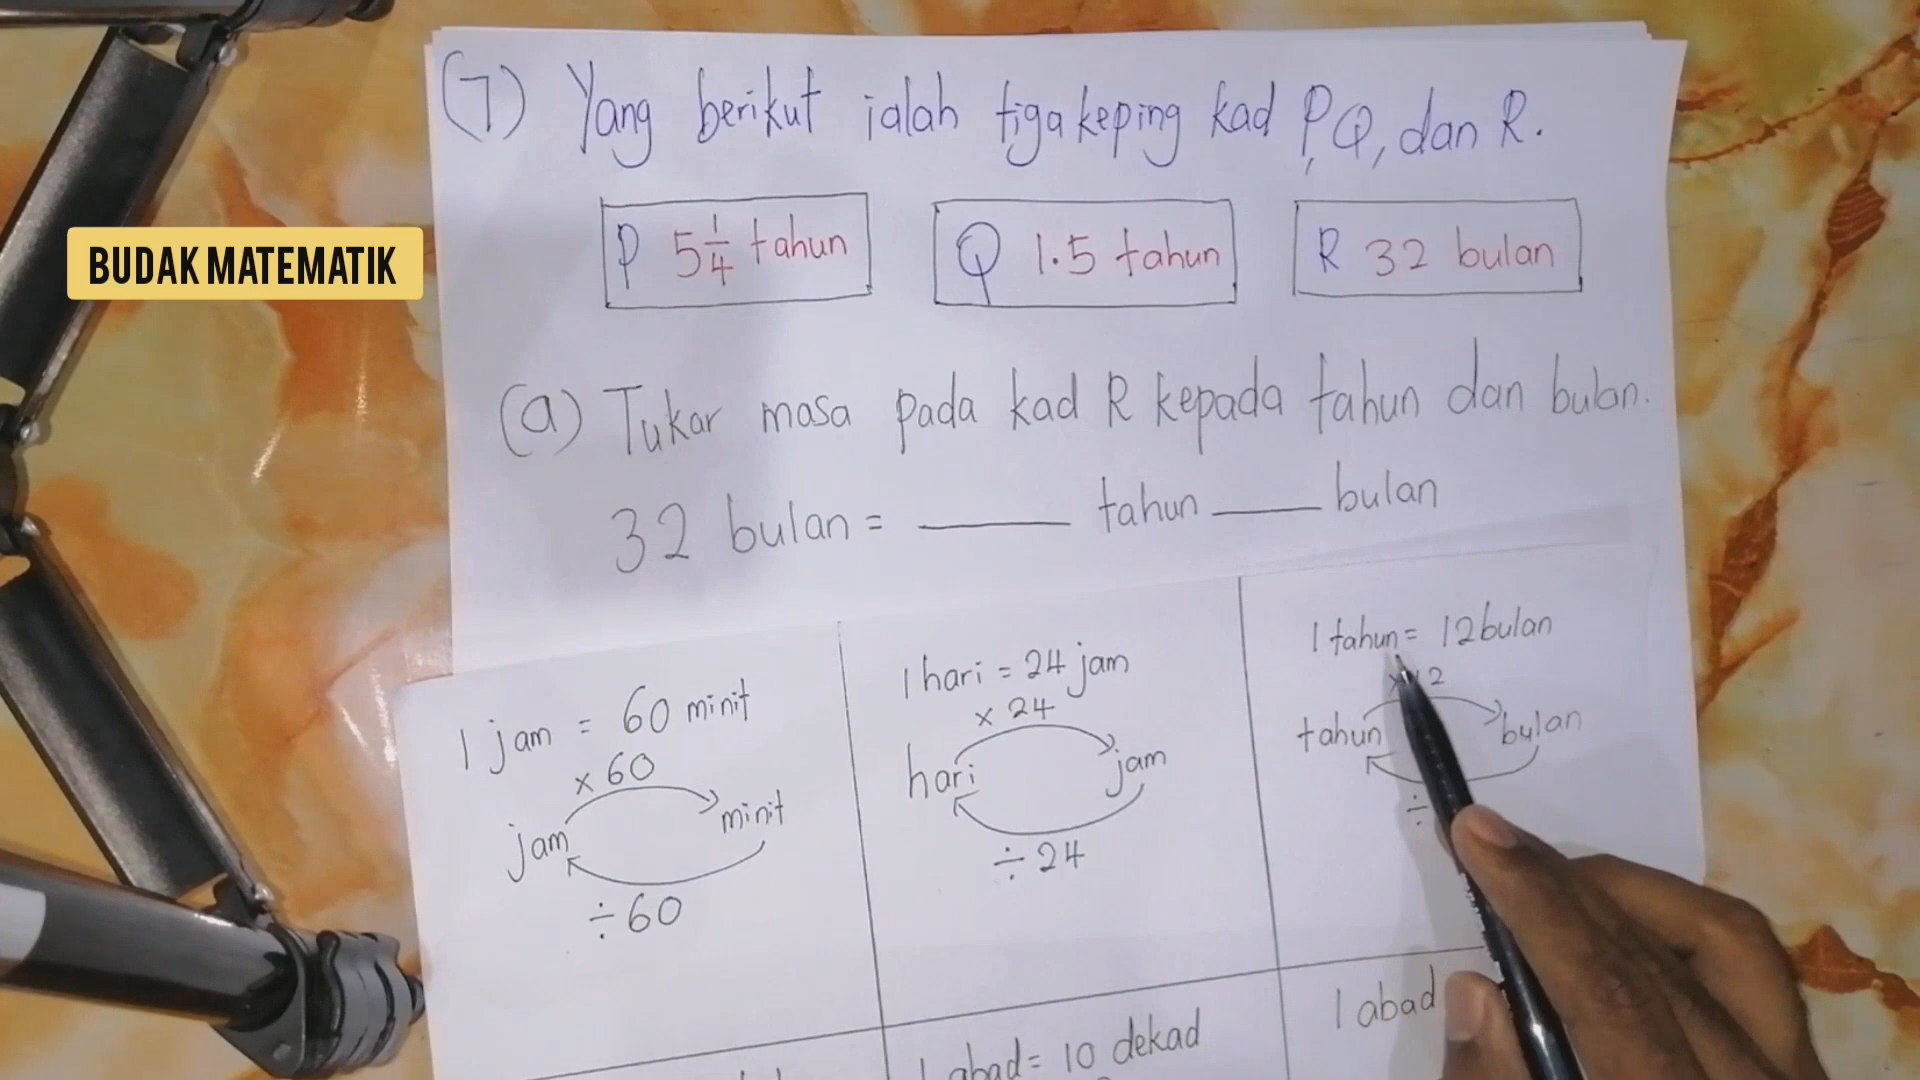 (7) Yang berikut ialah tiga keping kad P, Q, dan R.
P 5 1/4 tahun
Q 1.5 tahun
R 32 bulan
BUDAK MATEMATIK
(a) Tukar masa pada kad R kepada tahun dan bulan.
32 bulan = ____ tahun ____ bulan
1 jam = 60 minit
× 60
jam minit
÷ 60
1 hari = 24 jam
× 24
hari jam
÷ 24
1 tahun = 12 bulan
tahun bulan
÷
1 abad = 10 dekad
1 abad